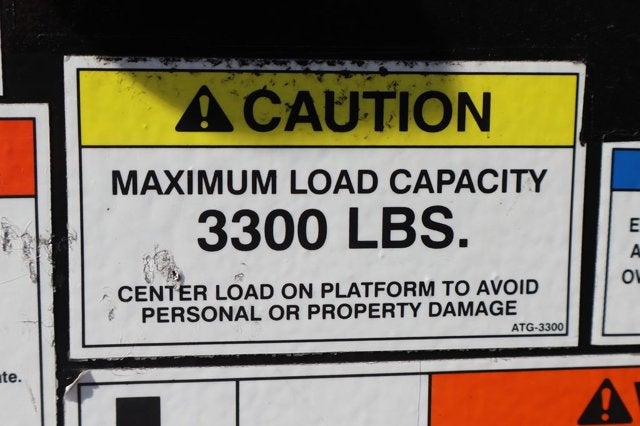 CAUTION
MAXIMUM LOAD CAPACITY
3300 LBS.
CENTER LOAD ON PLATFORM TO AVOID
PERSONAL OR PROPERTY DAMAGE
ATG-3300